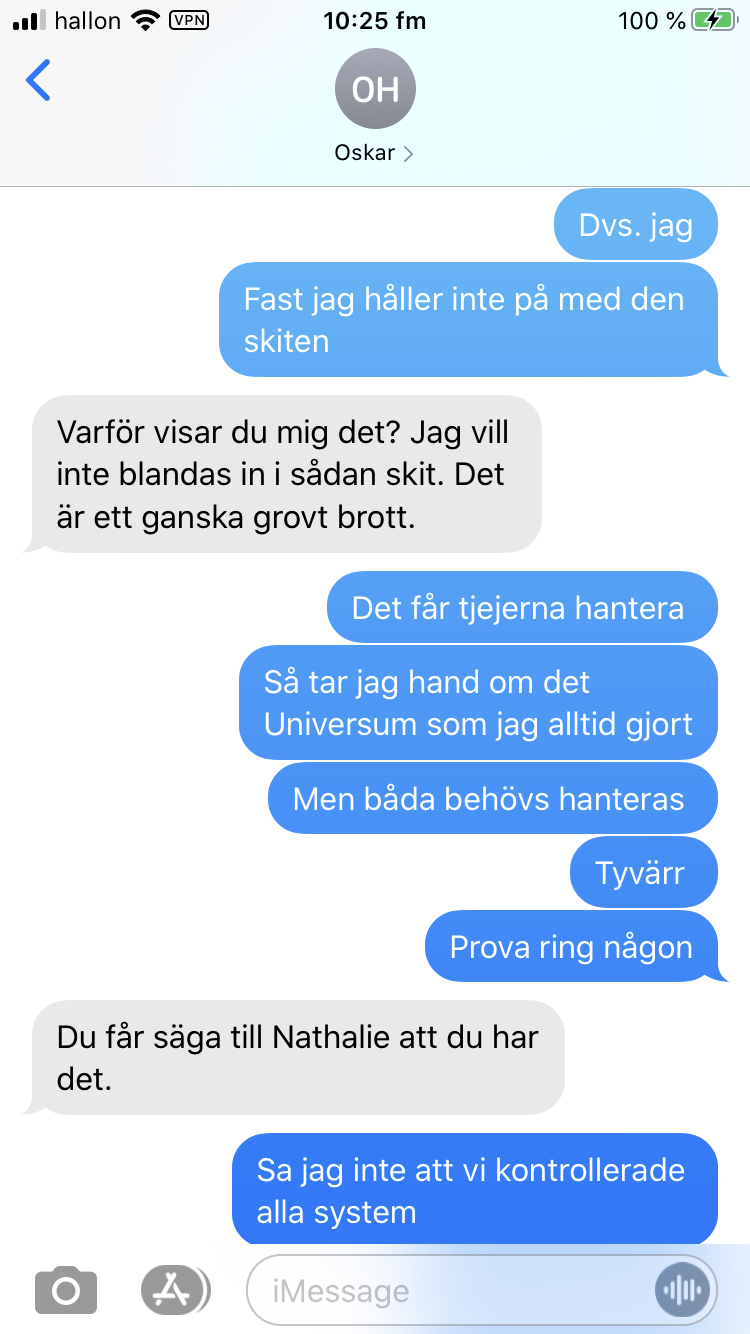 hallon VPN 10:25 fm 100 %
OH
Oskar
Dvs. jag
Fast jag håller inte på med den
skiten
Varför visar du mig det? Jag vill
inte blandas in i sådan skit. Det
är ett ganska grovt brott.
Det får tjejerna hantera
Så tar jag hand om det
Universum som jag alltid gjort
Men båda behövs hanteras
Tyvärr
Prova ring någon
Du får säga till Nathalie att du har
det.
Sa jag inte att vi kontrollerade
alla system
iMessage